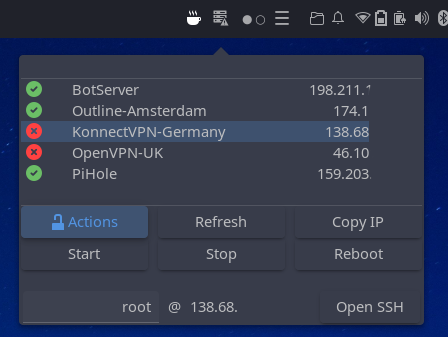 BotServer 198.211.1
Outline-Amsterdam 174.1
KonnectVPN-Germany 138.68
OpenVPN-UK 46.10
PiHole 159.203.
Actions Refresh Copy IP
Start Stop Reboot
root @ 138.68. Open SSH